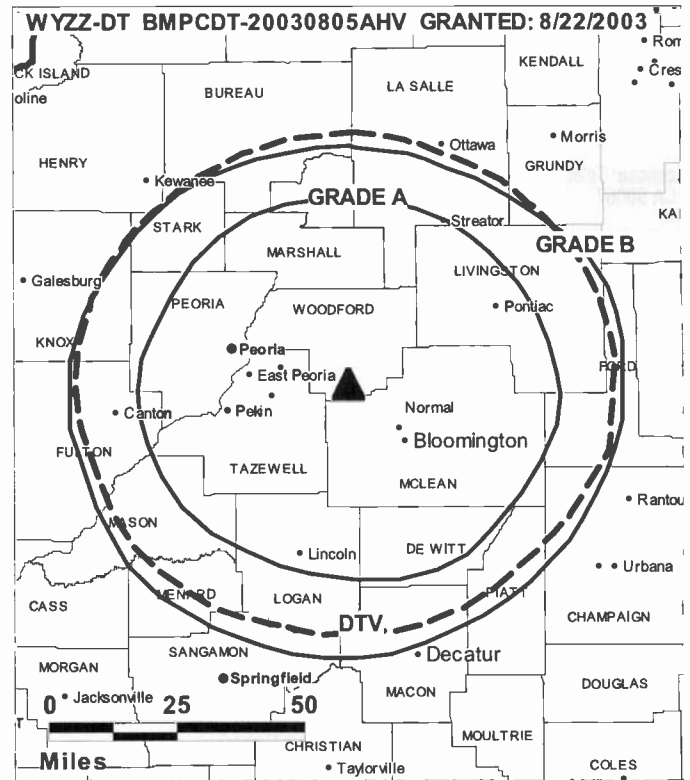 WYZZ-DT BMPCDT-20030805AHV GRANTED: 8/22/2003
Rom
KENDALL
CK ISLAND
Cres
LA SALLE
BUREAU
oline
Morris
Ottawa
HENRY
GRUNDY
Kewanee
GRADE A
KAN
STARK
Streator
GRADE B
MARSHALL
LIVINGSTON
Galesburg
PEORIA
WOODFORD
Pontiac
KNOX
Peoria
FORD
East Peoria
Canton
Pekin
Normal
Bloomington
FULTON
TAZEWELL
MCLEAN
Rantou
MASON
Lincoln
DE WITT
Urbana
MENARD
LOGAN
PIATT
CASS
DTV
CHAMPAIGN
SANGAMON
Decatur
MORGAN
Springfield
DOUGLAS
Jacksonville
MACON
0 25 50
MOULTRIE
Miles
CHRISTIAN
Taylorville
COLES